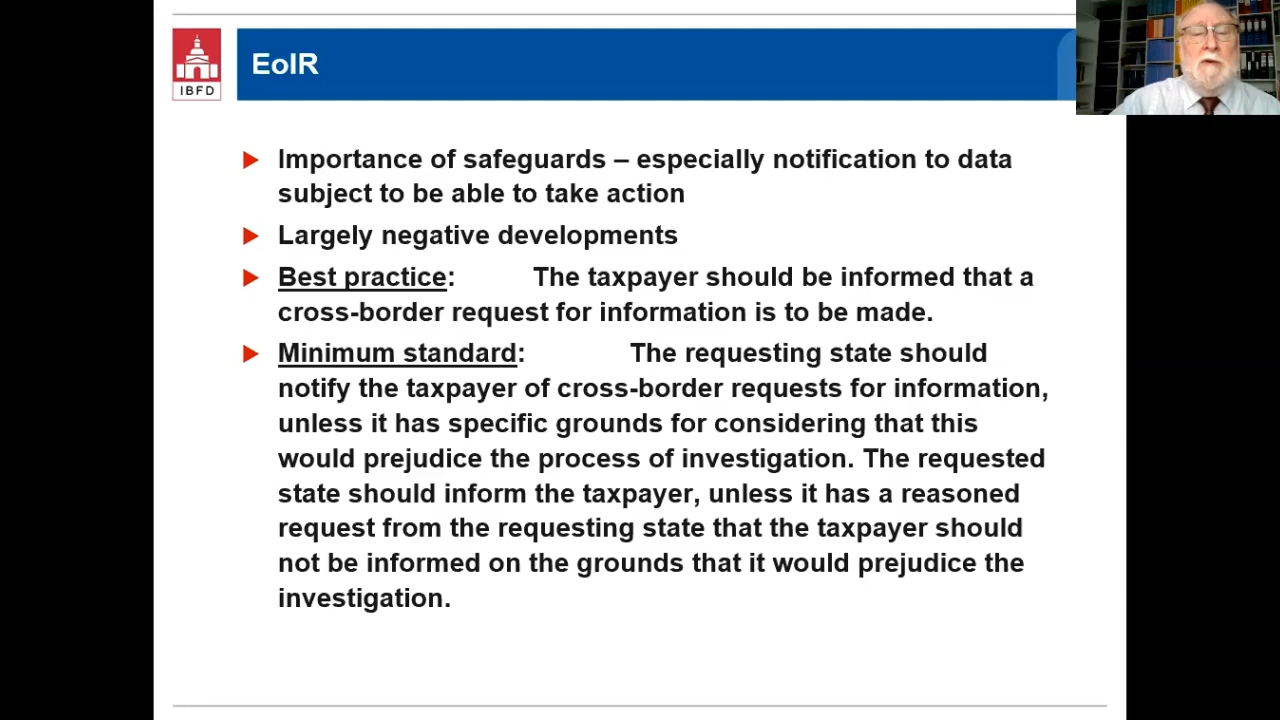 EoIR
IBFD
Importance of safeguards – especially notification to data
subject to be able to take action
Largely negative developments
Best practice: The taxpayer should be informed that a
cross-border request for information is to be made.
Minimum standard: The requesting state should
notify the taxpayer of cross-border requests for information,
unless it has specific grounds for considering that this
would prejudice the process of investigation. The requested
state should inform the taxpayer, unless it has a reasoned
request from the requesting state that the taxpayer should
not be informed on the grounds that it would prejudice the
investigation.